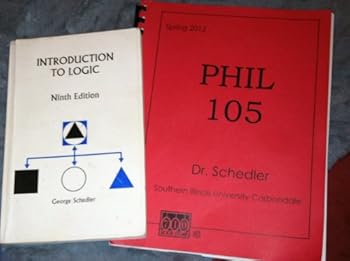 INTRODUCTION
TO LOGIC
Ninth Edition
George Schedler
Spring 2012
PHIL
105
Dr. Schedler
Southern Illinois University Carbondale